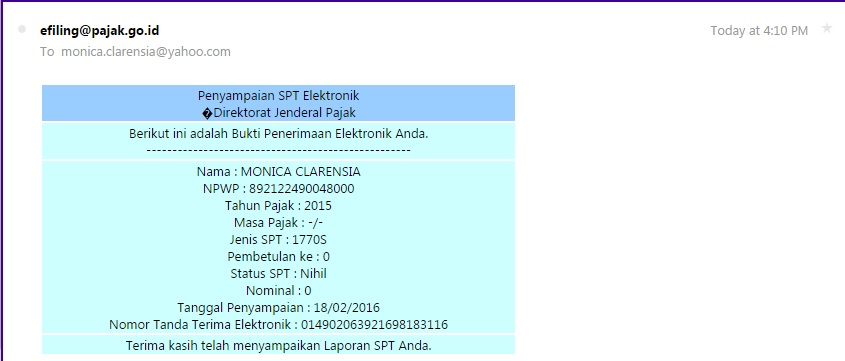 efiling@pajak.go.id
Today at 4:10 PM
To monica.clarensia@yahoo.com
Penyampaian SPT Elektronik
�Direktorat Jenderal Pajak
Berikut ini adalah Bukti Penerimaan Elektronik Anda.
---------------------------------------------------
Nama : MONICA CLARENSIA
NPWP : 892122490048000
Tahun Pajak : 2015
Masa Pajak : -/-
Jenis SPT : 1770S
Pembetulan ke : 0
Status SPT : Nihil
Nominal : 0
Tanggal Penyampaian : 18/02/2016
Nomor Tanda Terima Elektronik : 014902063921698183116
Terima kasih telah menyampaikan Laporan SPT Anda.